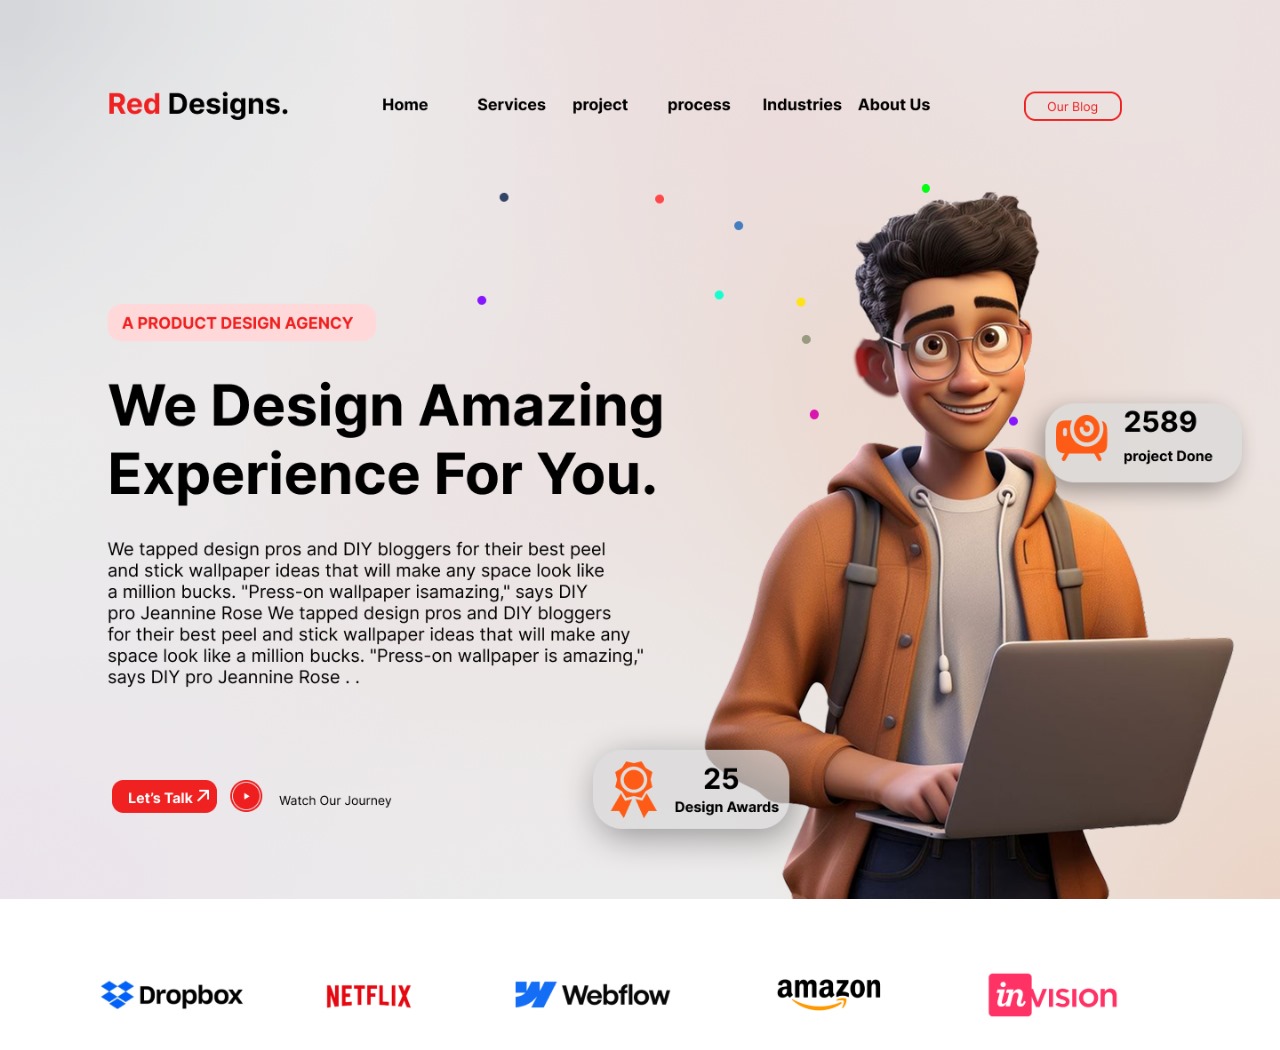 Red Designs.
Home Services project process Industries About Us
Our Blog
A PRODUCT DESIGN AGENCY
We Design Amazing
Experience For You.
2589
project Done
We tapped design pros and DIY bloggers for their best peel
and stick wallpaper ideas that will make any space look like
a million bucks. "Press-on wallpaper isamazing," says DIY
pro Jeannine Rose We tapped design pros and DIY bloggers
for their best peel and stick wallpaper ideas that will make any
space look like a million bucks. "Press-on wallpaper is amazing,"
says DIY pro Jeannine Rose . .
Let's Talk
Watch Our Journey
25
Design Awards
Dropbox
NETFLIX
Webflow
amazon
inVISION